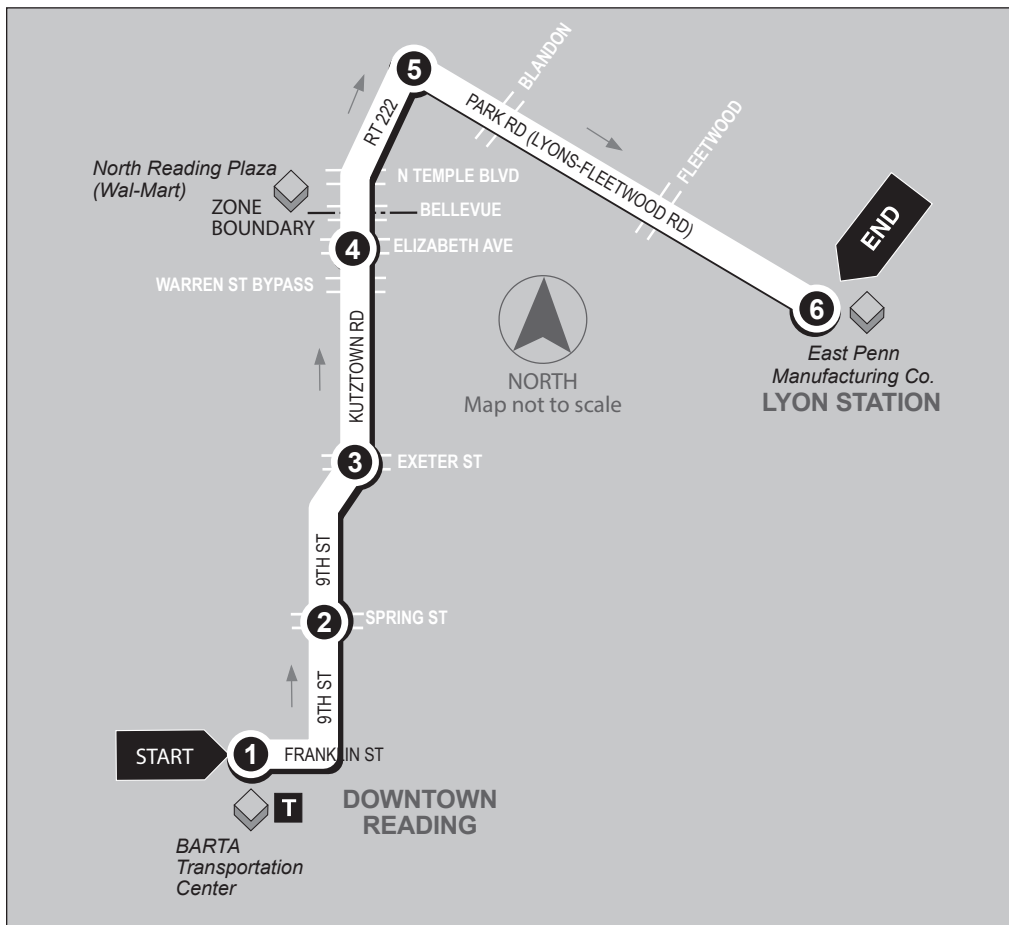 5
BLANDON
RT 222
PARK RD (LYONS-FLEETWOOD RD)
FLEETWOOD
North Reading Plaza
(Wal-Mart)
N TEMPLE BLVD
ZONE
BOUNDARY
BELLEVUE
END
4
ELIZABETH AVE
WARREN ST BYPASS
6
KUTZTOWN RD
NORTH
Map not to scale
East Penn
Manufacturing Co.
LYON STATION
3
EXETER ST
9TH ST
2
SPRING ST
9TH ST
START
1
FRANKLIN ST
T
DOWNTOWN
READING
BARTA
Transportation
Center